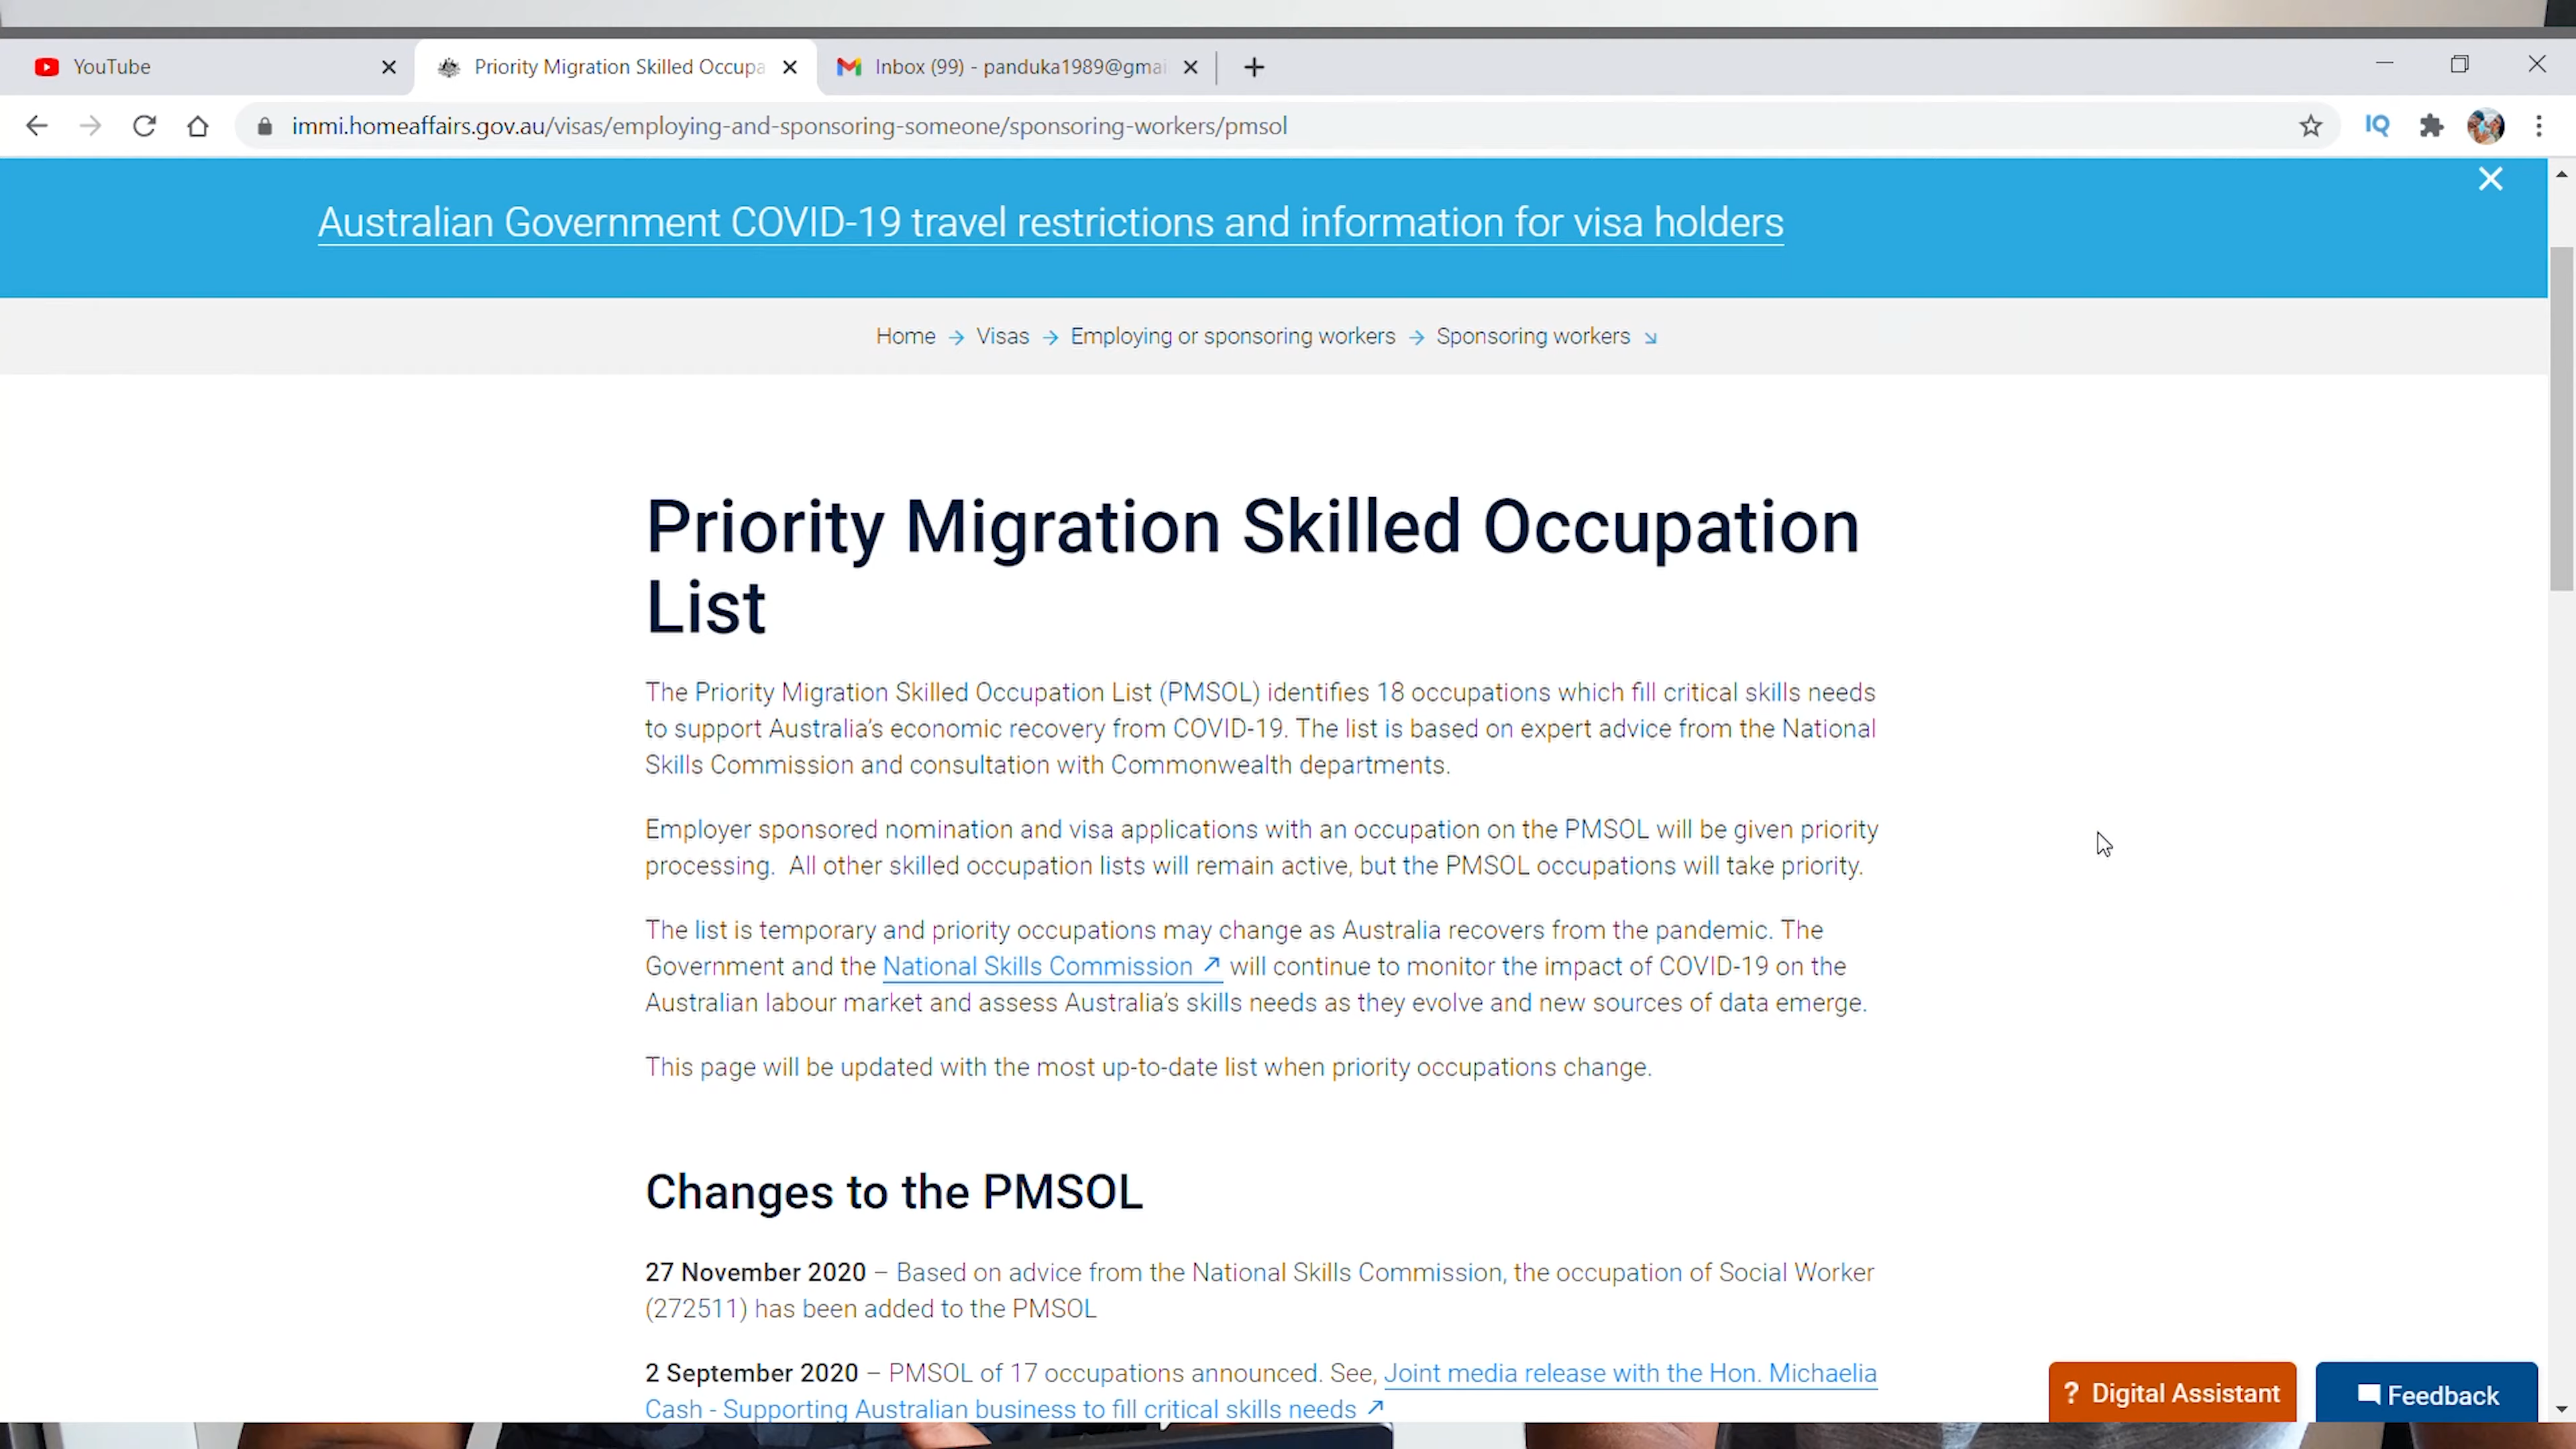 YouTube
Priority Migration Skilled Occupa
Inbox (99) - panduka1989@gmai
immi.homeaffairs.gov.au/visas/employing-and-sponsoring-someone/sponsoring-workers/pmsol
IQ
Australian Government COVID-19 travel restrictions and information for visa holders
Home → Visas → Employing or sponsoring workers → Sponsoring workers ↘
Priority Migration Skilled Occupation
List
The Priority Migration Skilled Occupation List (PMSOL) identifies 18 occupations which fill critical skills needs
to support Australia's economic recovery from COVID-19. The list is based on expert advice from the National
Skills Commission and consultation with Commonwealth departments.
Employer sponsored nomination and visa applications with an occupation on the PMSOL will be given priority
processing.  All other skilled occupation lists will remain active, but the PMSOL occupations will take priority.
The list is temporary and priority occupations may change as Australia recovers from the pandemic. The
Government and the National Skills Commission ↗ will continue to monitor the impact of COVID-19 on the
Australian labour market and assess Australia's skills needs as they evolve and new sources of data emerge.
This page will be updated with the most up-to-date list when priority occupations change.
Changes to the PMSOL
27 November 2020 – Based on advice from the National Skills Commission, the occupation of Social Worker
(272511) has been added to the PMSOL
2 September 2020 – PMSOL of 17 occupations announced. See, Joint media release with the Hon. Michaelia
Cash - Supporting Australian business to fill critical skills needs ↗
? Digital Assistant
Feedback